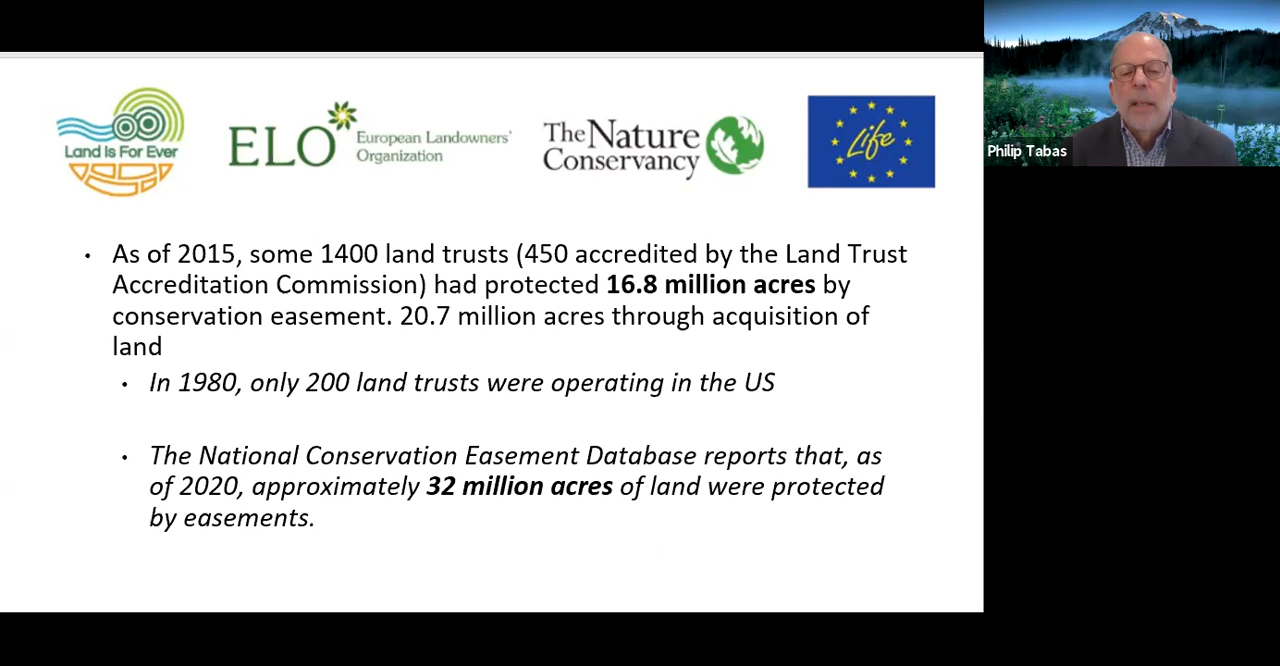 Land Is For Ever
ELO
European Landowners'
Organization
The Nature
Conservancy
Life
Philip Tabas
• As of 2015, some 1400 land trusts (450 accredited by the Land Trust
Accreditation Commission) had protected 16.8 million acres by
conservation easement. 20.7 million acres through acquisition of
land
• In 1980, only 200 land trusts were operating in the US
• The National Conservation Easement Database reports that, as
of 2020, approximately 32 million acres of land were protected
by easements.